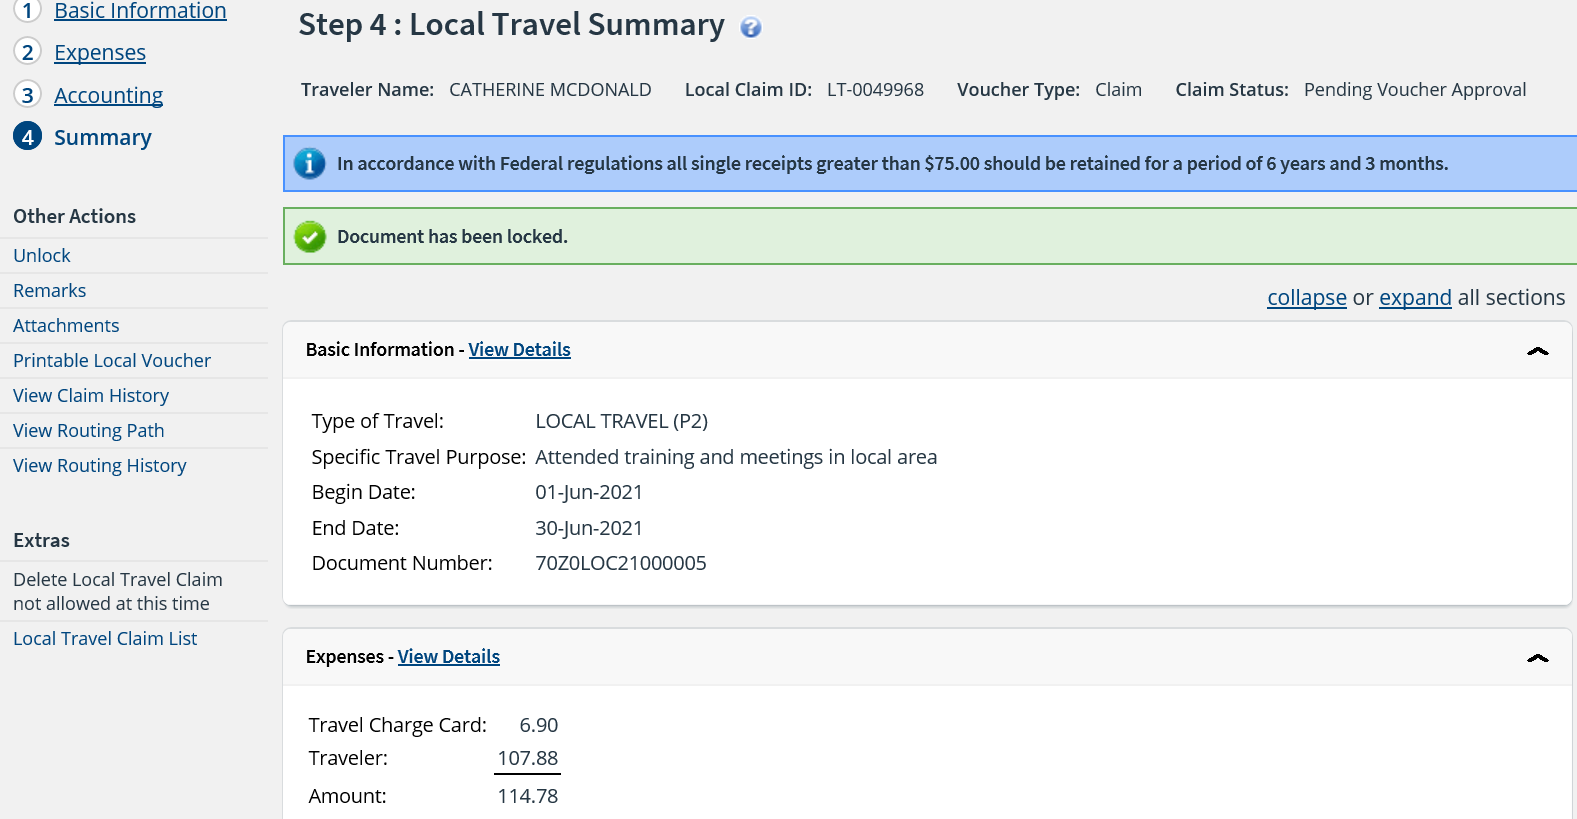 1 Basic Information
2 Expenses
3 Accounting
4 Summary
Other Actions
Unlock
Remarks
Attachments
Printable Local Voucher
View Claim History
View Routing Path
View Routing History
Extras
Delete Local Travel Claim
not allowed at this time
Local Travel Claim List
Step 4 : Local Travel Summary ?
Traveler Name: CATHERINE MCDONALD Local Claim ID: LT-0049968 Voucher Type: Claim Claim Status: Pending Voucher Approval
i In accordance with Federal regulations all single receipts greater than $75.00 should be retained for a period of 6 years and 3 months.
Document has been locked.
collapse or expand all sections
Basic Information - View Details
Type of Travel: LOCAL TRAVEL (P2)
Specific Travel Purpose: Attended training and meetings in local area
Begin Date: 01-Jun-2021
End Date: 30-Jun-2021
Document Number: 70Z0LOC21000005
Expenses - View Details
Travel Charge Card: 6.90
Traveler: 107.88
Amount: 114.78